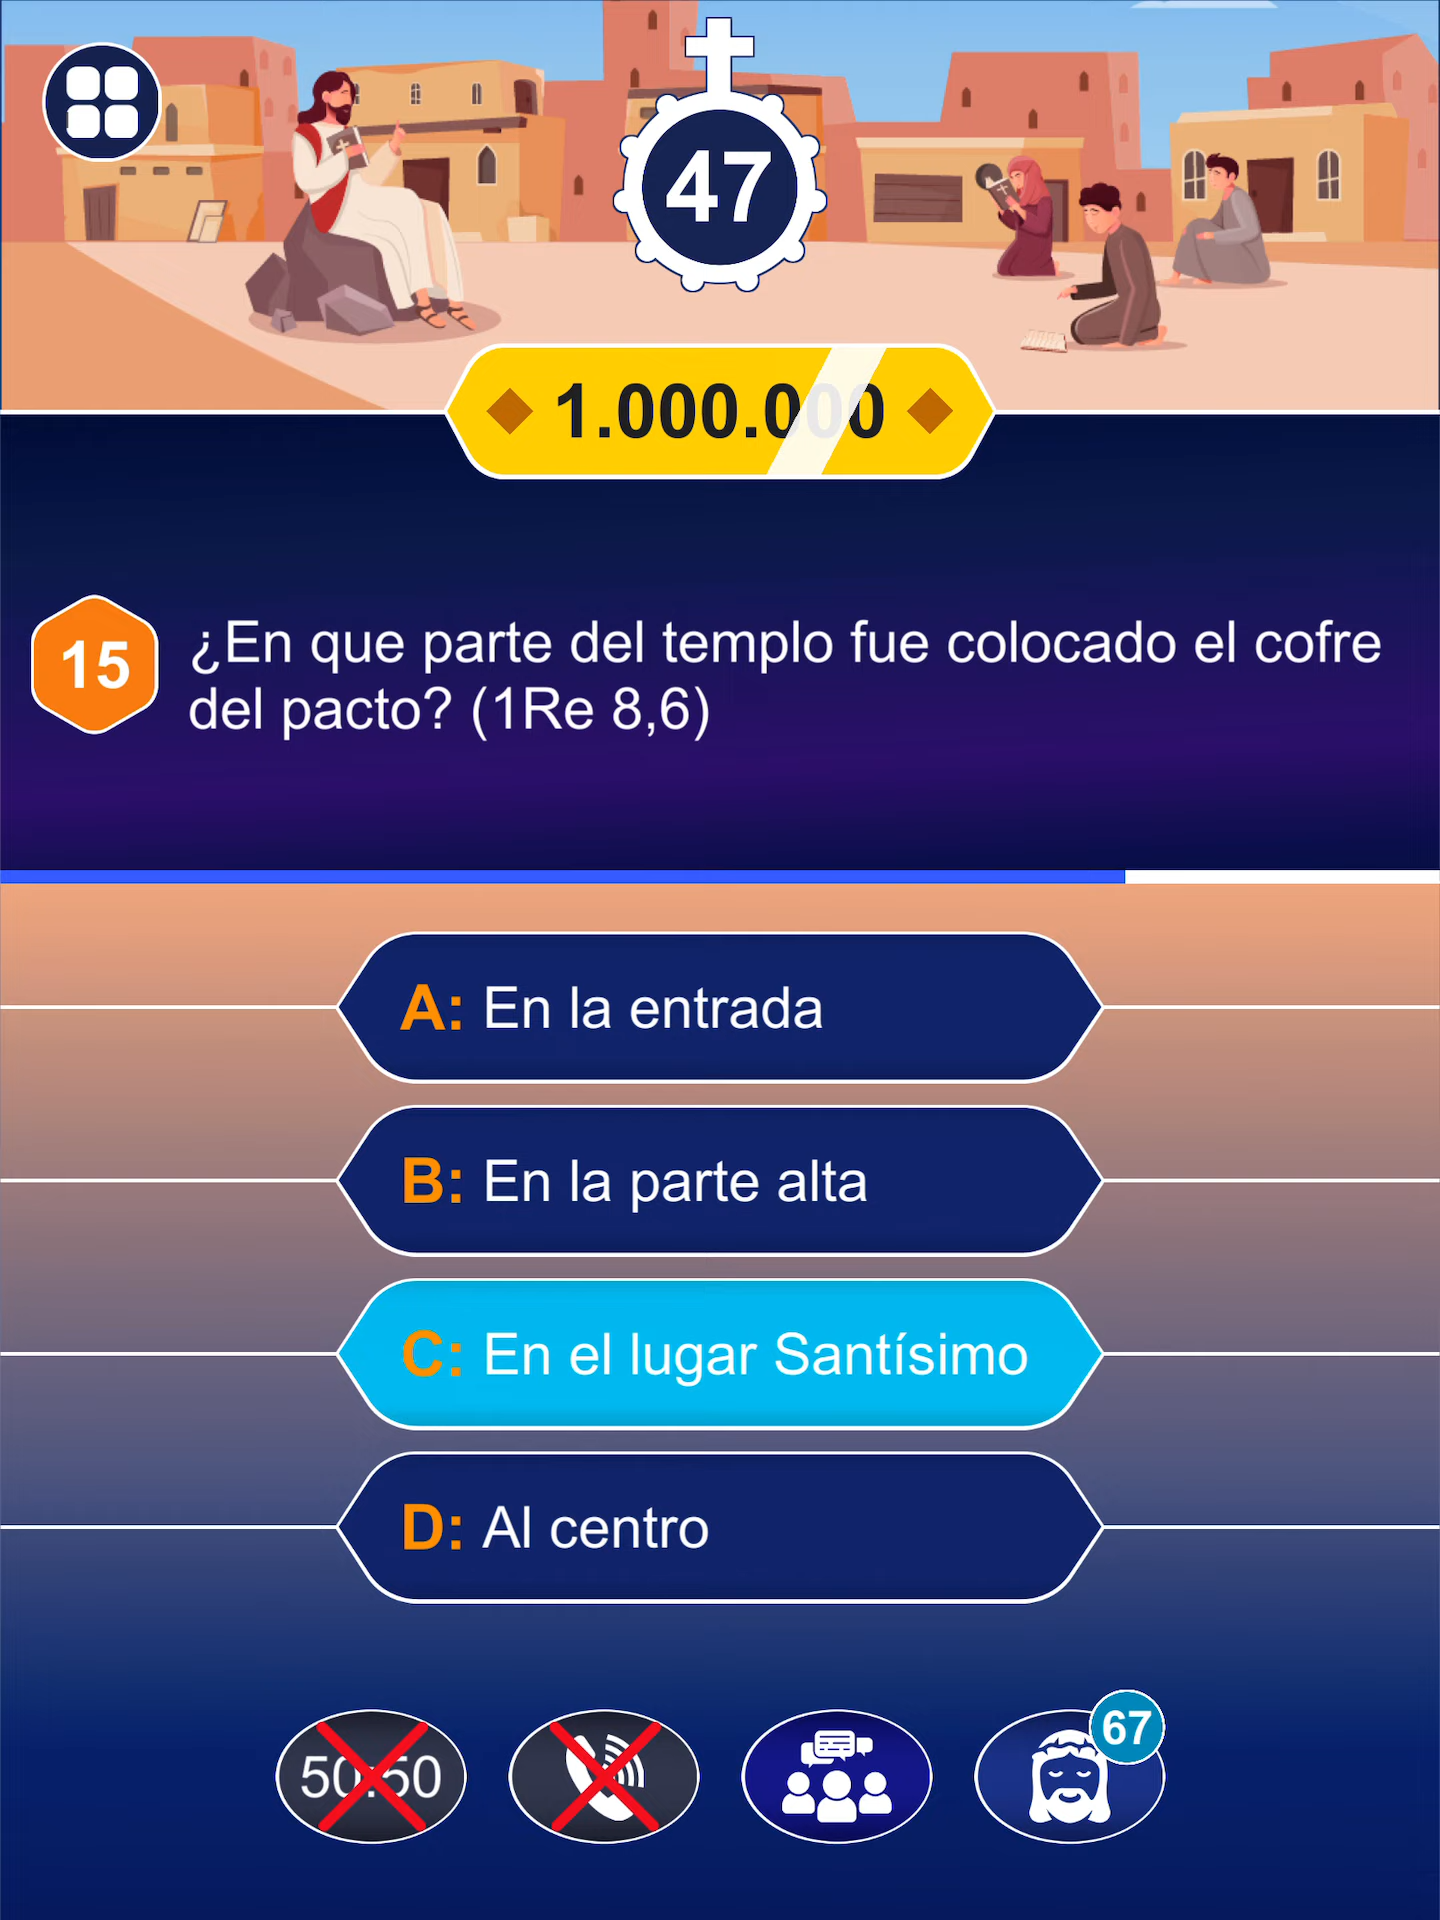 47
1.000.000
15
¿En que parte del templo fue colocado el cofre
del pacto? (1Re 8,6)
A: En la entrada
B: En la parte alta
C: En el lugar Santísimo
D: Al centro
50:50
67